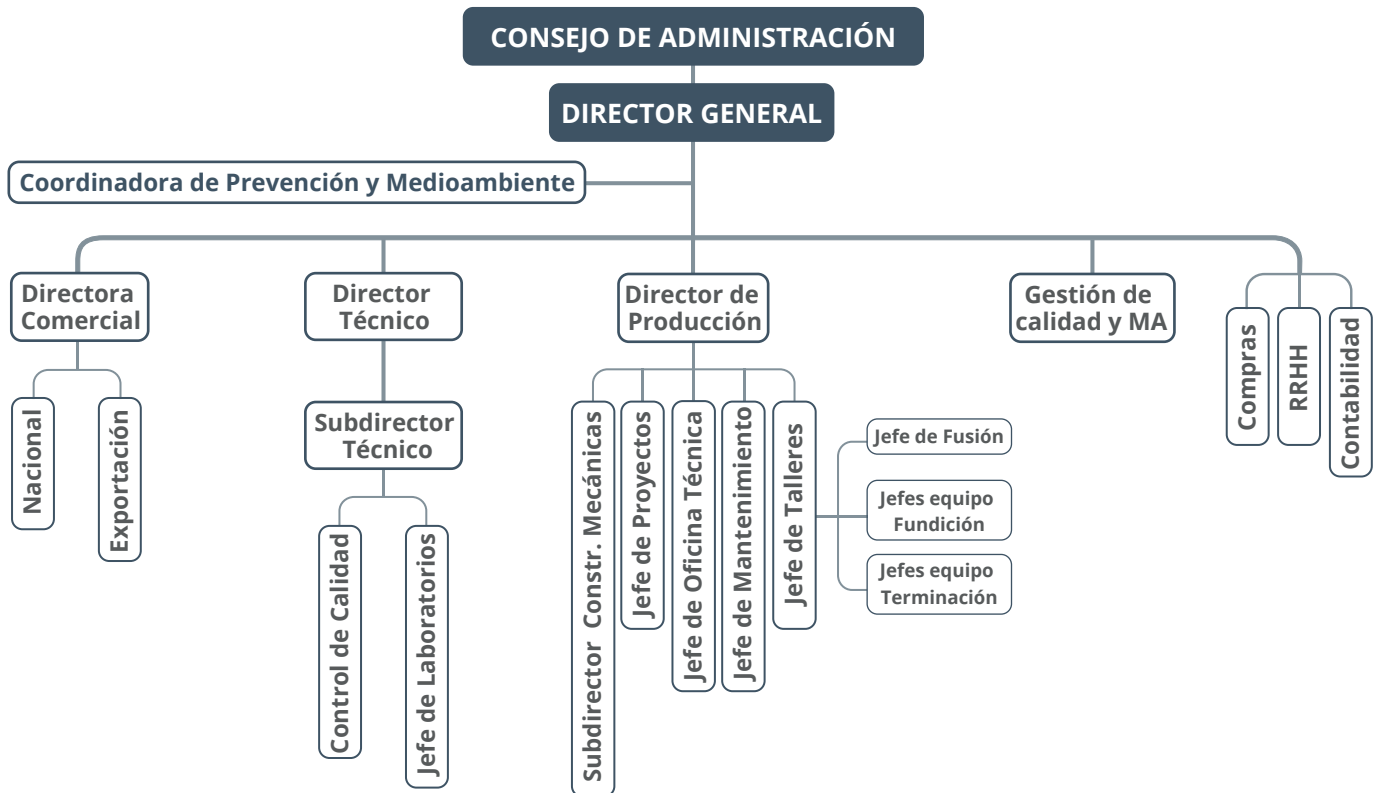 CONSEJO DE ADMINISTRACIÓN
DIRECTOR GENERAL
Coordinadora de Prevención y Medioambiente
Directora
Comercial
Director
Técnico
Director de
Producción
Gestión de
calidad y MA
Compras
RRHH
Contabilidad
Nacional
Exportación
Subdirector
Técnico
Control de Calidad
Jefe de Laboratorios
Subdirector Constr. Mecánicas
Jefe de Proyectos
Jefe de Oficina Técnica
Jefe de Mantenimiento
Jefe de Talleres
Jefe de Fusión
Jefes equipo
Fundición
Jefes equipo
Terminación